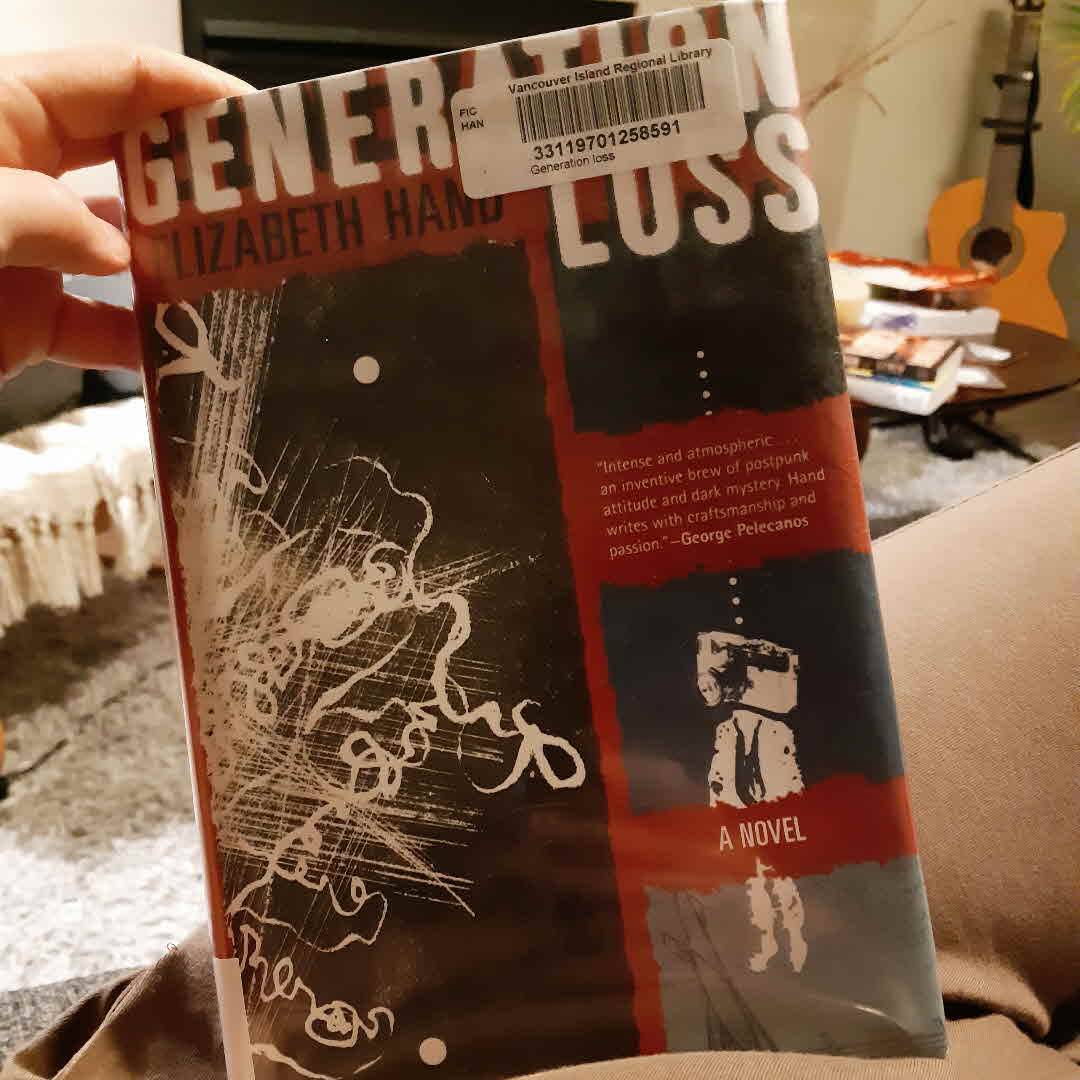 GENERATION
Vancouver Island Regional Library
FIC
HAN
33119701258591
Generation loss
ELIZABETH HAND
LOSS
"Intense and atmospheric . . .
an inventive brew of postpunk
attitude and dark mystery. Hand
writes with craftsmanship and
passion."—George Pelecanos
A NOVEL